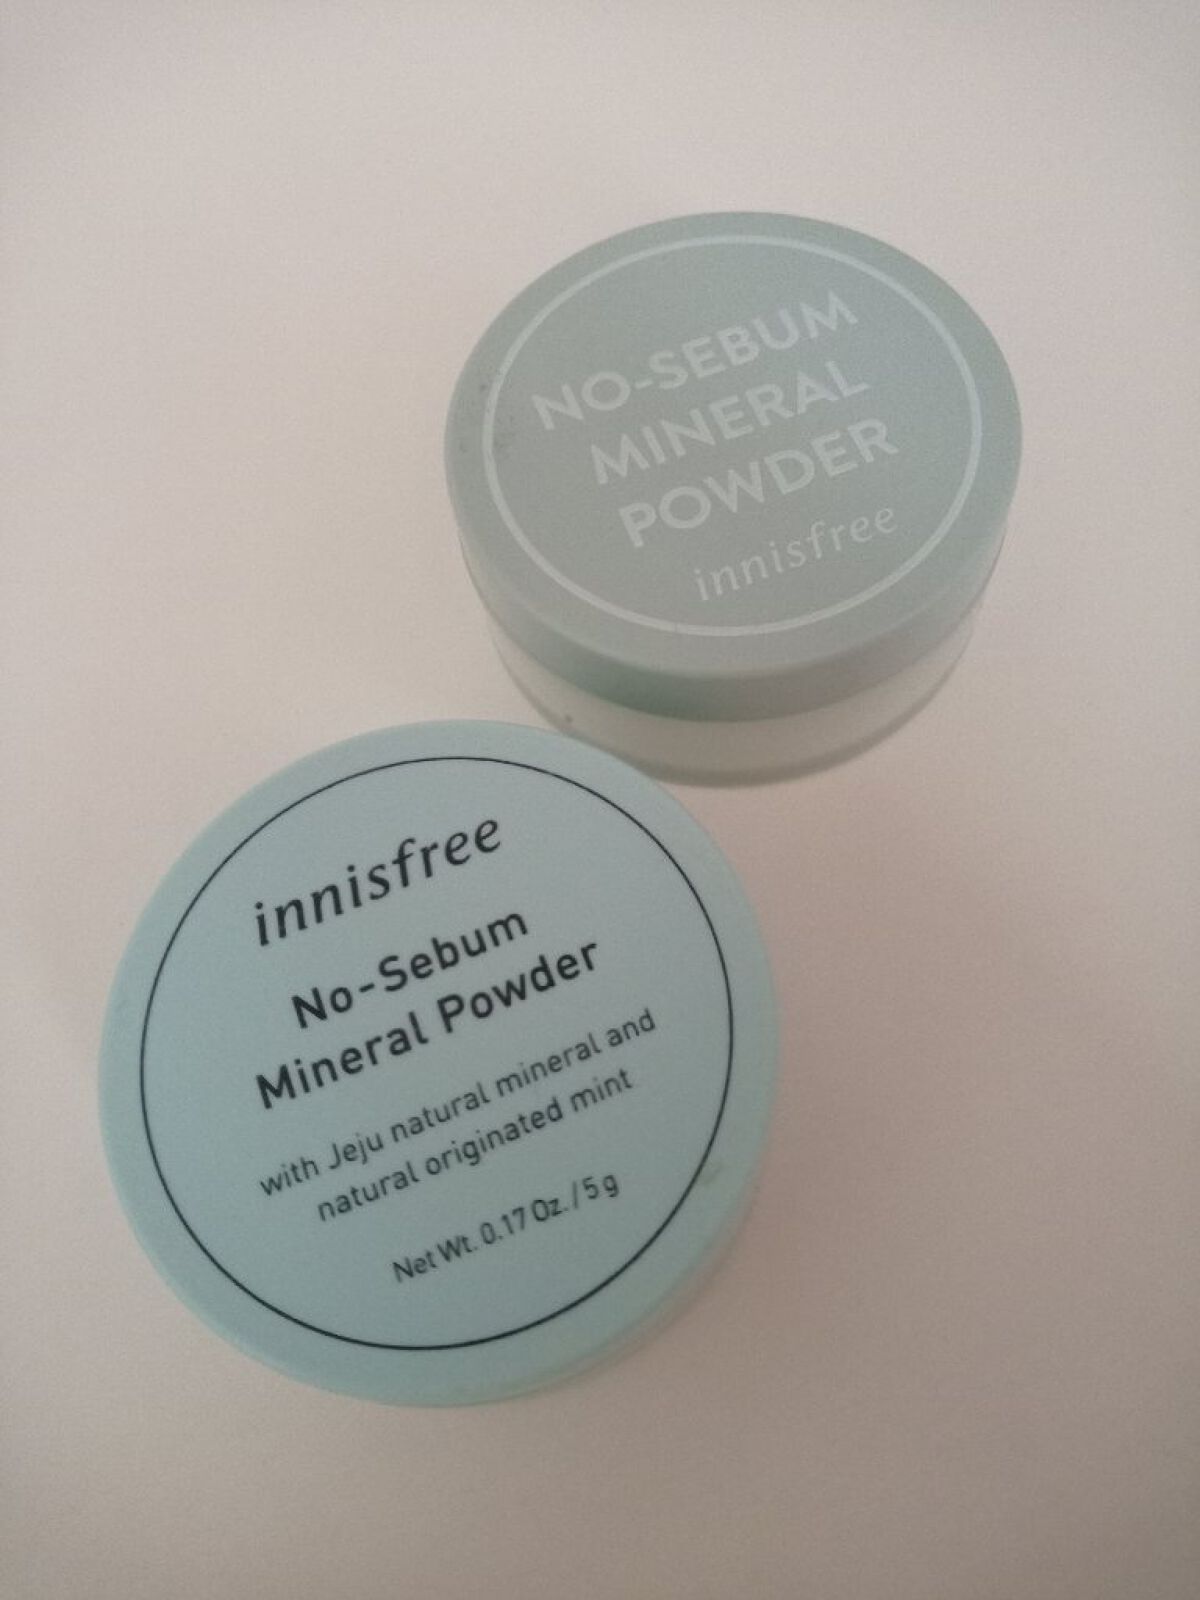 NO-SEBUM
MINERAL
POWDER
innisfree
innisfree
No-Sebum
Mineral Powder
with Jeju natural mineral and
natural originated mint
Net Wt. 0.17 Oz. / 5 g